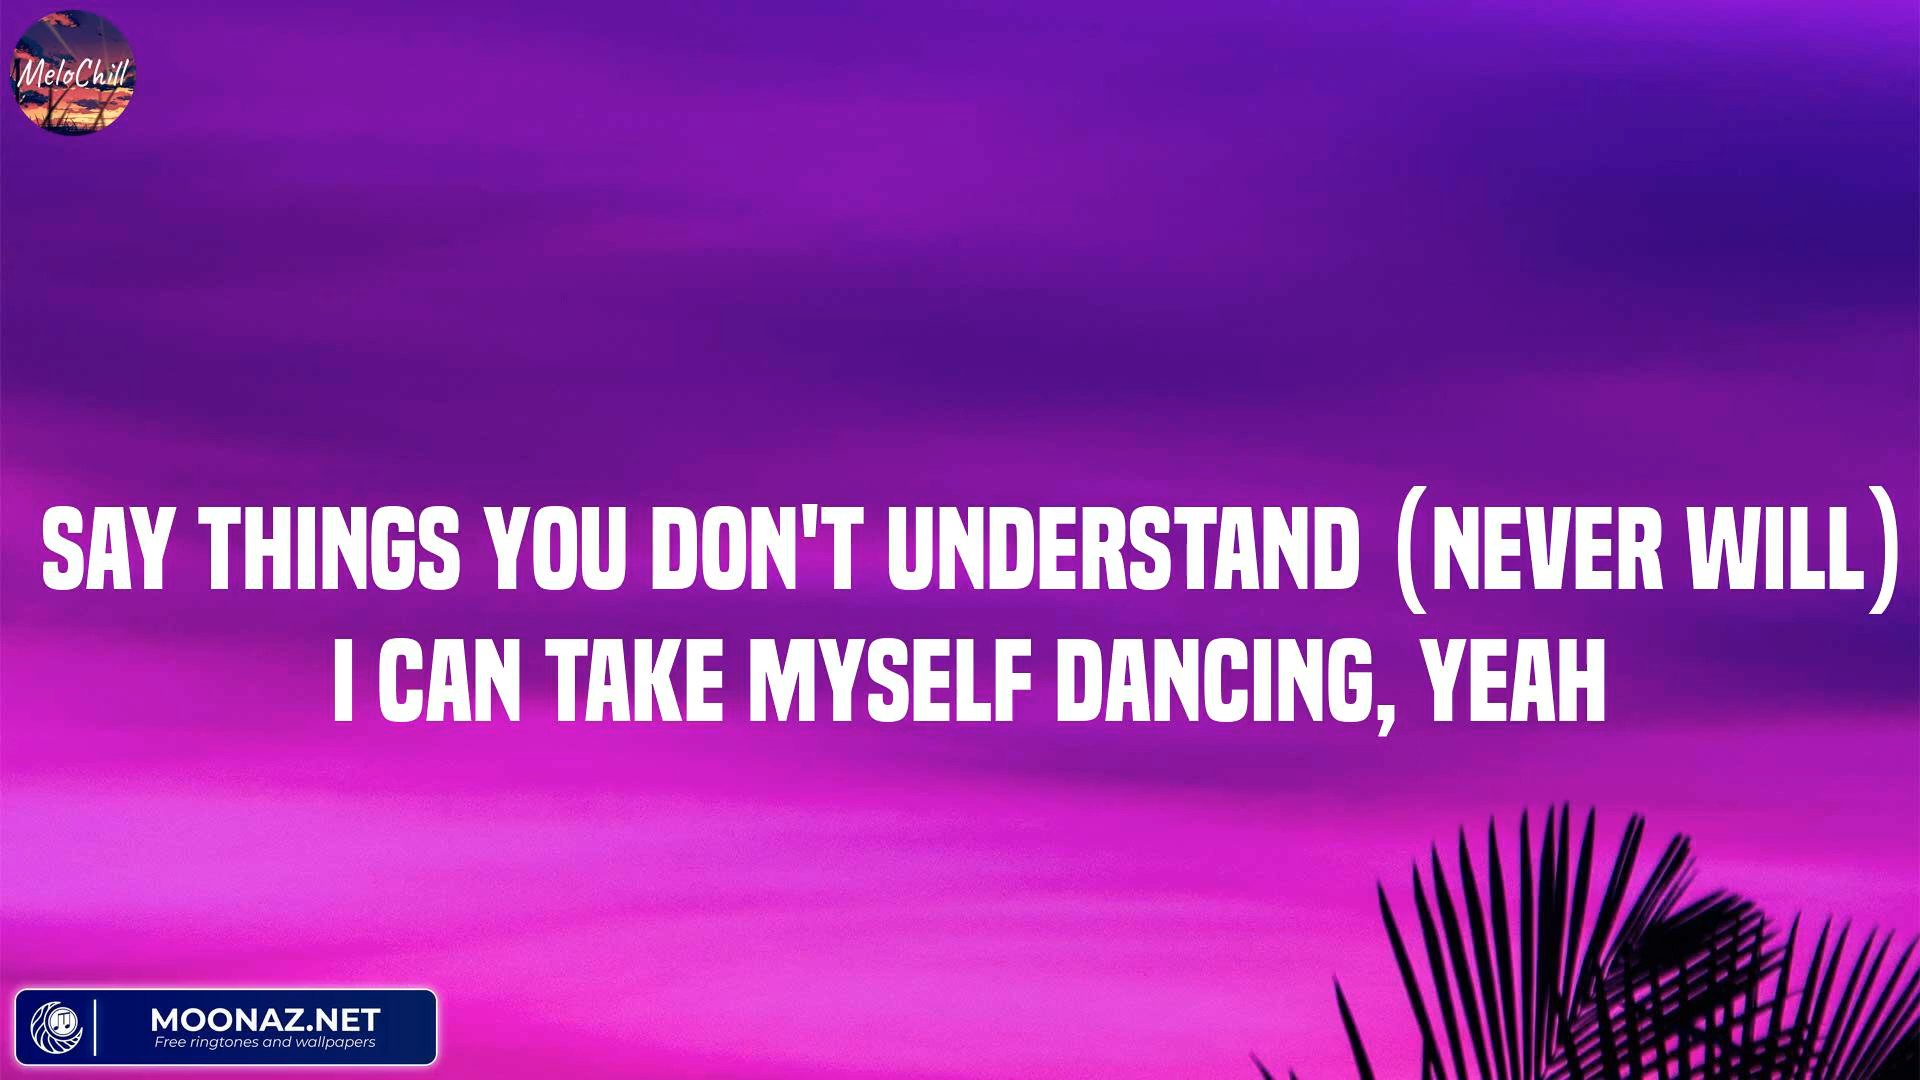 MeloChill
SAY THINGS YOU DON'T UNDERSTAND (NEVER WILL)
I CAN TAKE MYSELF DANCING, YEAH
MOONAZ.NET
Free ringtones and wallpapers